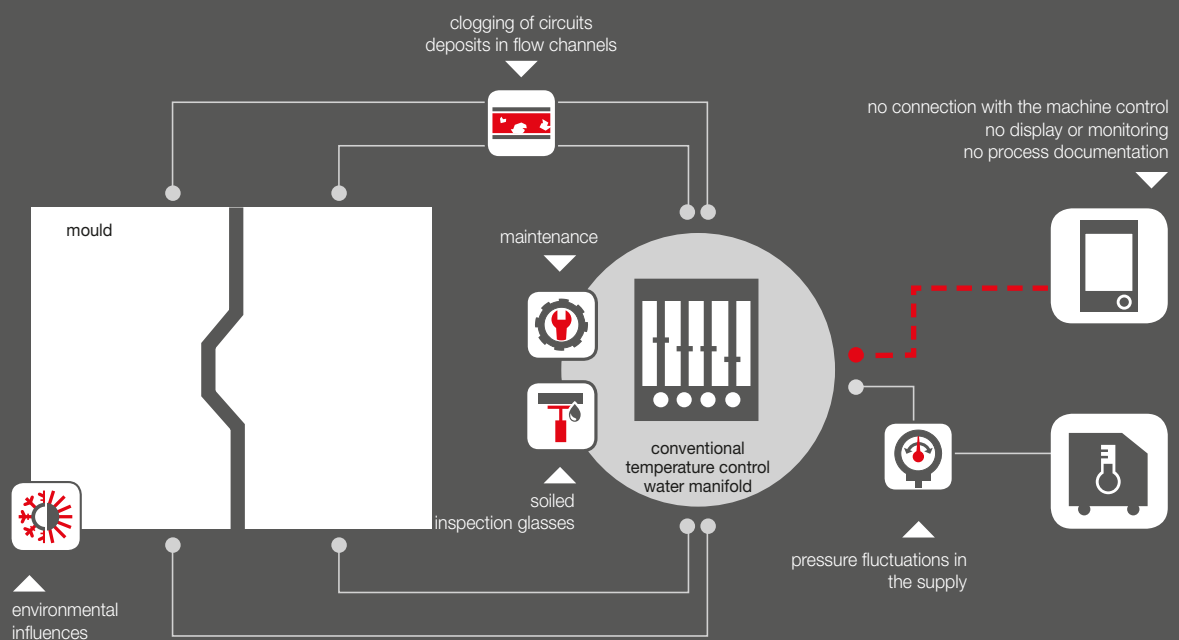 clogging of circuits
deposits in flow channels
no connection with the machine control
no display or monitoring
no process documentation
mould
maintenance
conventional
temperature control
water manifold
soiled
inspection glasses
pressure fluctuations in
the supply
environmental
influences